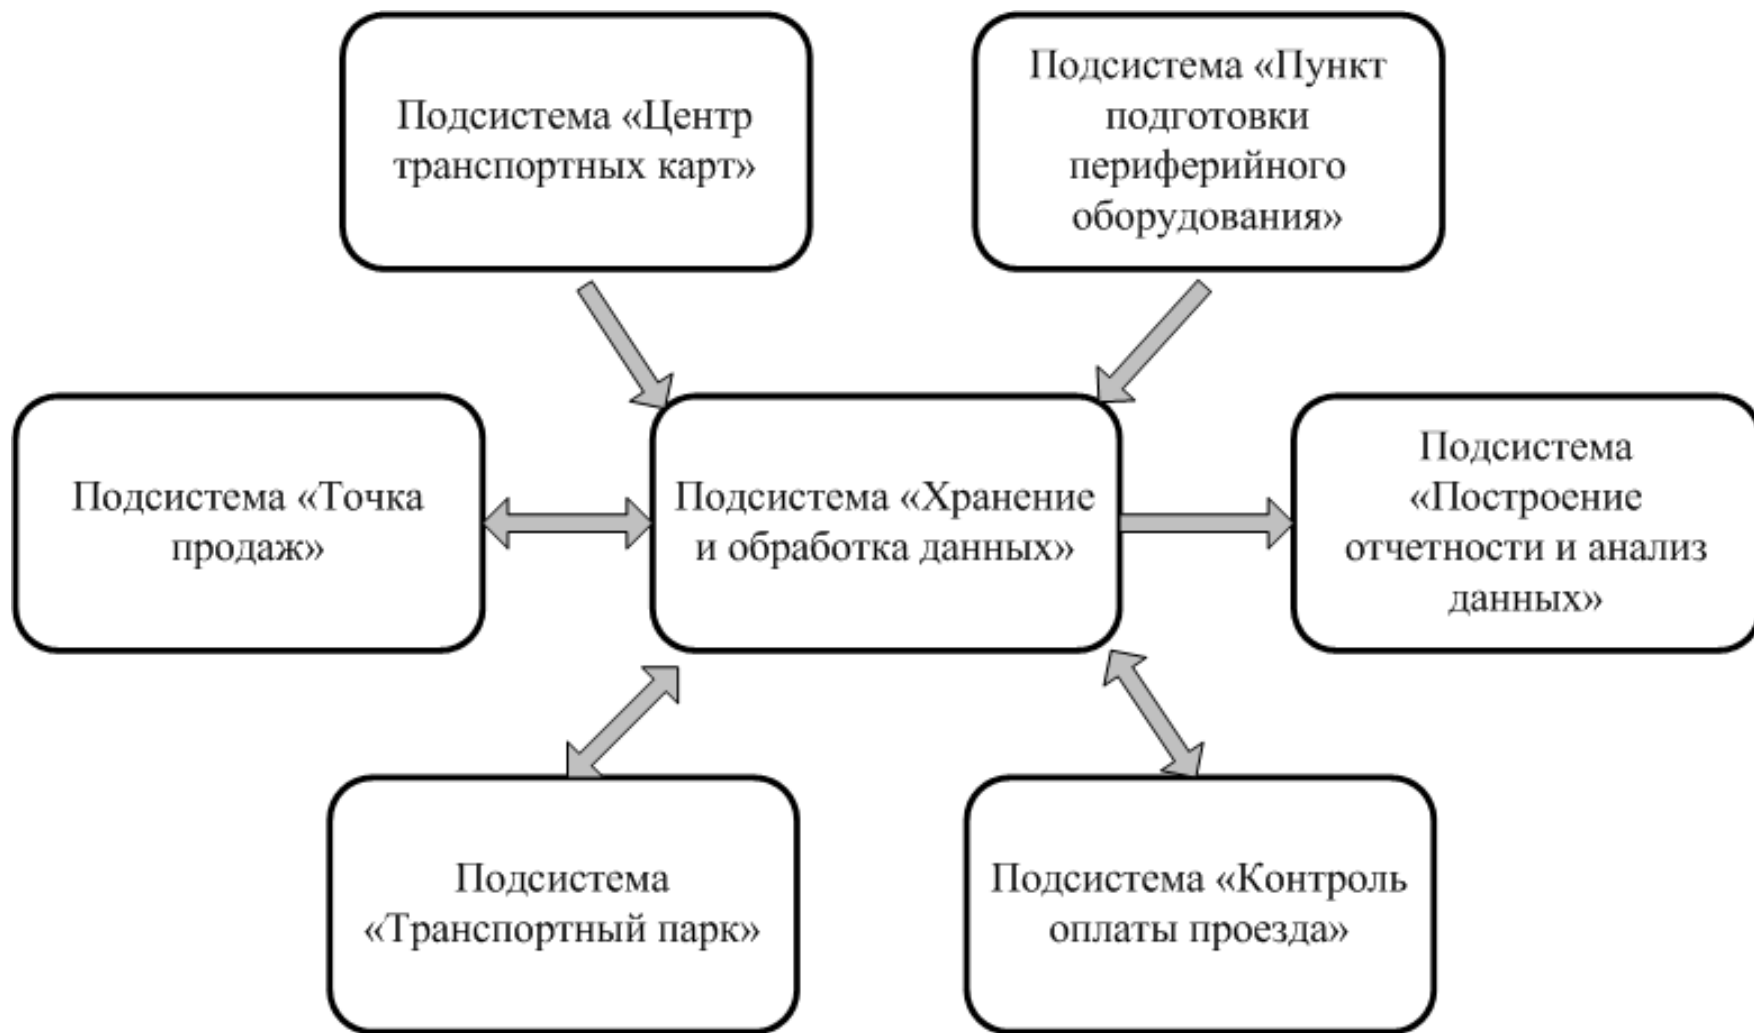 Подсистема «Центр
транспортных карт»
Подсистема «Пункт
подготовки
периферийного
оборудования»
Подсистема «Точка
продаж»
Подсистема «Хранение
и обработка данных»
Подсистема
«Построение
отчетности и анализ
данных»
Подсистема
«Транспортный парк»
Подсистема «Контроль
оплаты проезда»